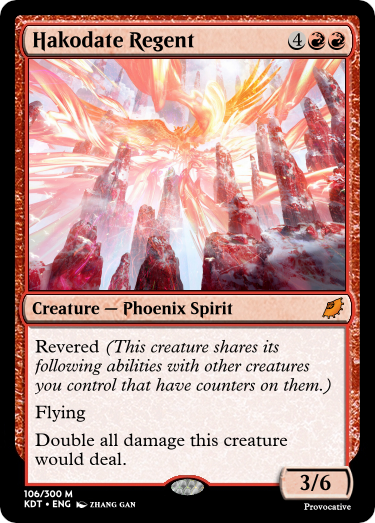 Hakodate Regent 4
Creature — Phoenix Spirit
Revered (This creature shares its
following abilities with other creatures
you control that have counters on them.)
Flying
Double all damage this creature
would deal.
3/6
106/300 M
KDT • ENG ZHANG GAN
Provocative